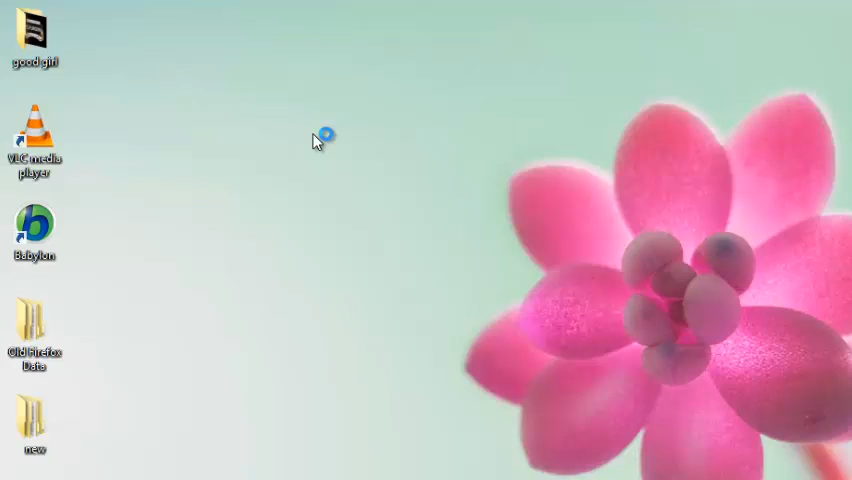 good girl
VLC media
player
Babylon
Old Firefox
Data
new